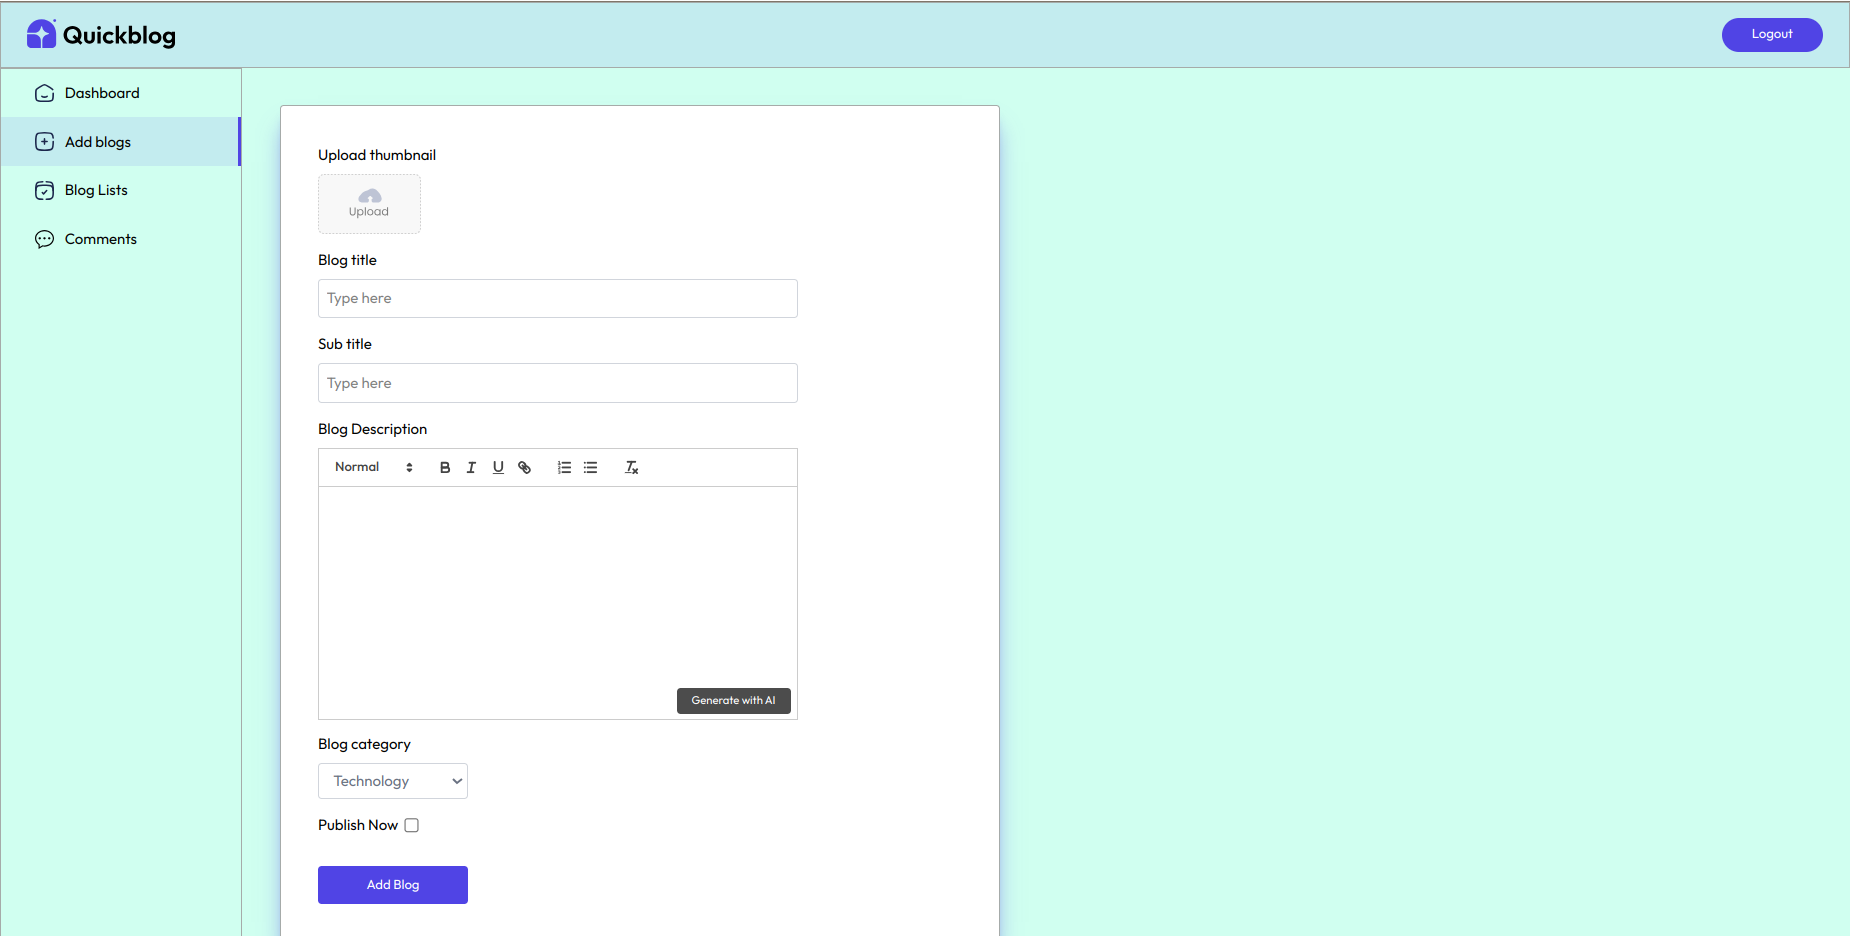 Quickblog
Logout
Dashboard
Add blogs
Blog Lists
Comments
Upload thumbnail
Upload
Blog title
Type here
Sub title
Type here
Blog Description
Normal
Generate with AI
Blog category
Technology
Publish Now
Add Blog